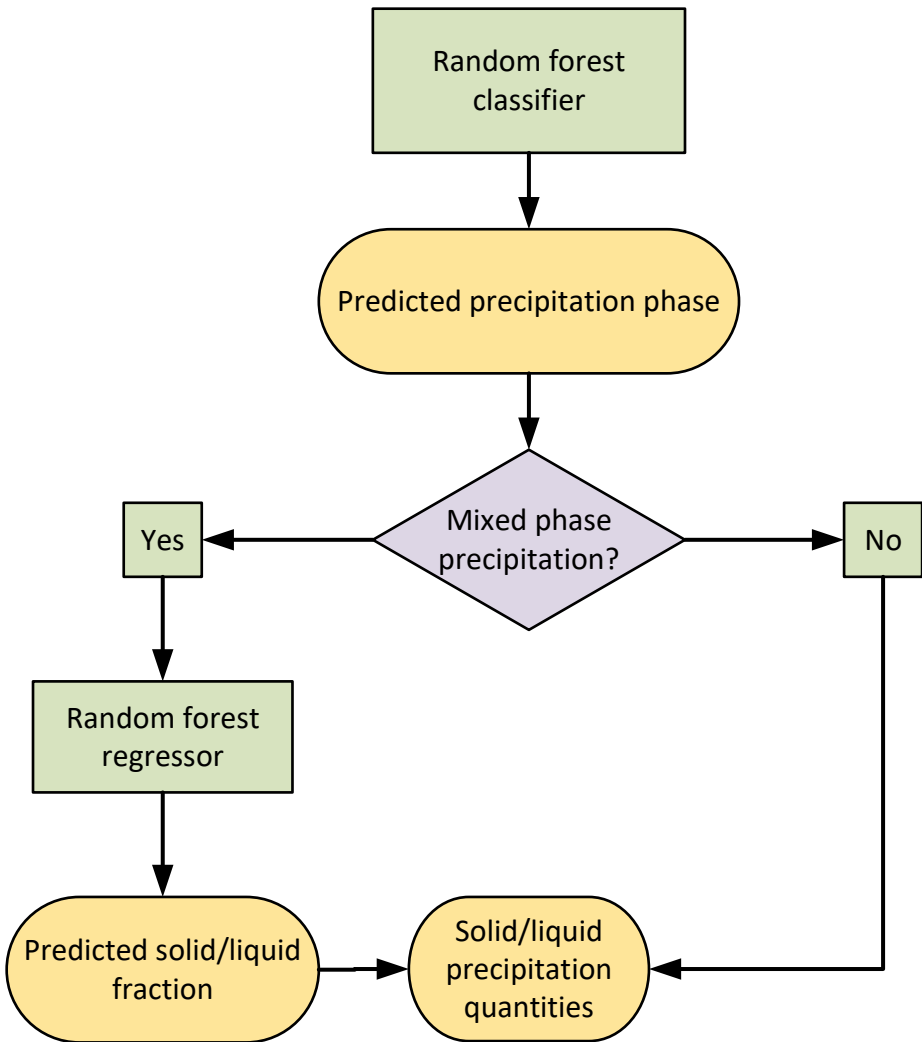 Random forest
classifier
Predicted precipitation phase
Mixed phase
precipitation?
Yes
No
Random forest
regressor
Predicted solid/liquid
fraction
Solid/liquid
precipitation
quantities